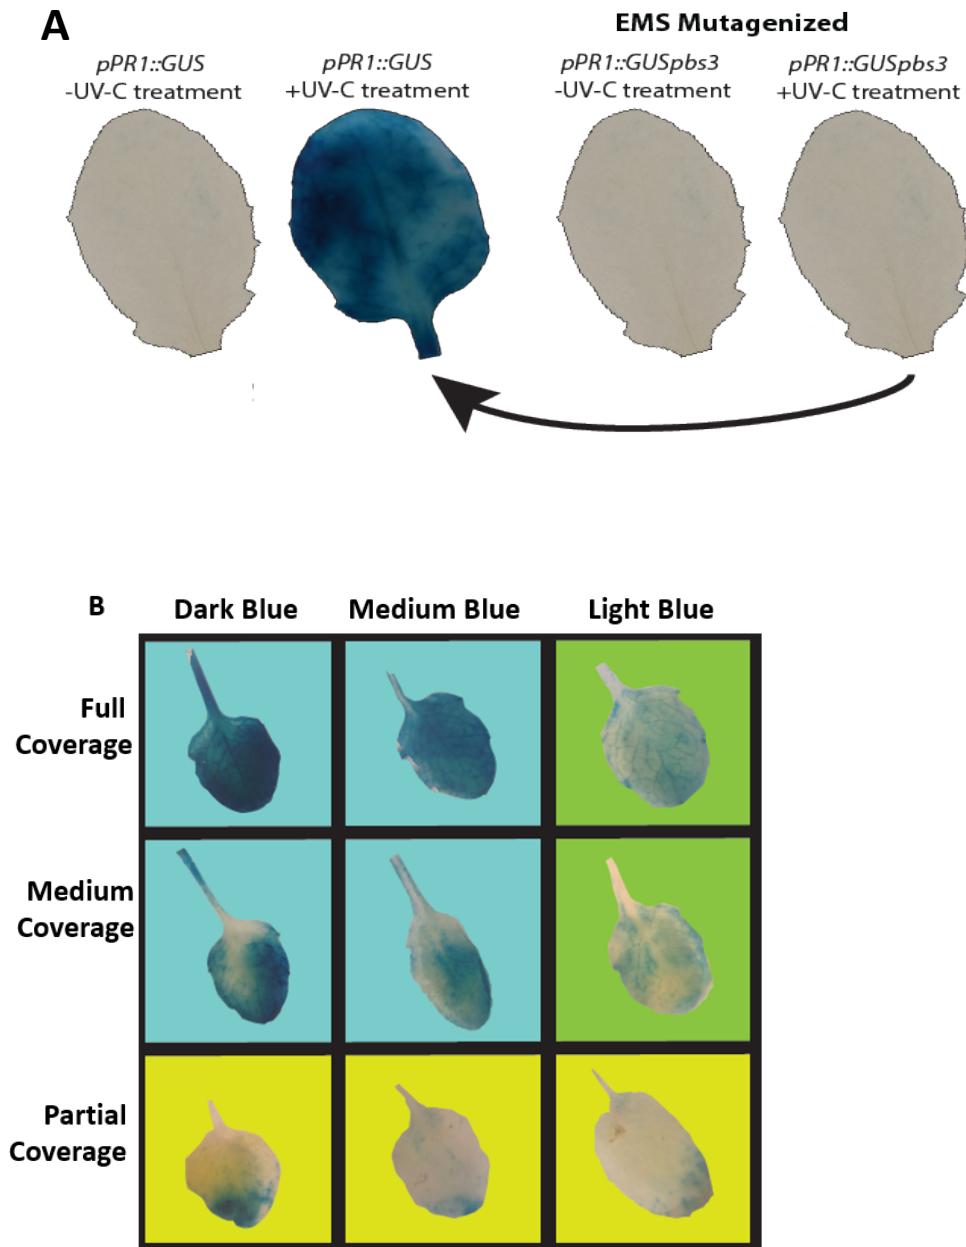 A
EMS Mutagenized
pPR1::GUS
-UV-C treatment
pPR1::GUS
+UV-C treatment
pPR1::GUSpbs3
-UV-C treatment
pPR1::GUSpbs3
+UV-C treatment
B
Dark Blue
Medium Blue
Light Blue
Full
Coverage
Medium
Coverage
Partial
Coverage